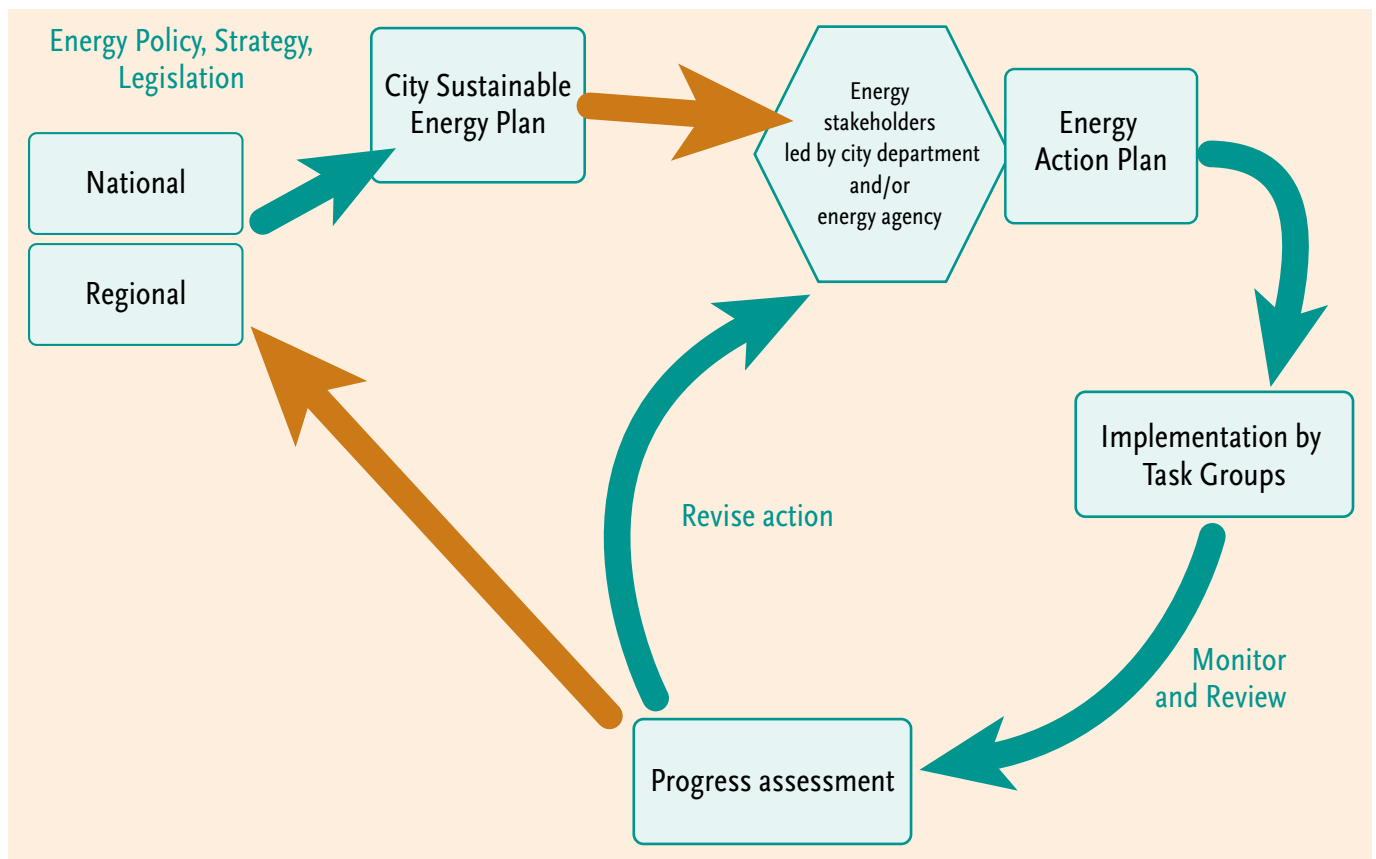 Energy Policy, Strategy,
Legislation
National
Regional
City Sustainable
Energy Plan
Energy
stakeholders
led by city department
and/or
energy agency
Energy
Action Plan
Implementation by
Task Groups
Monitor
and Review
Progress assessment
Revise action